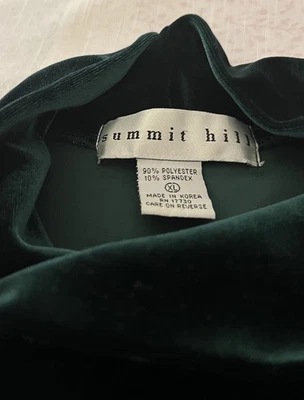 summit hill
90% POLYESTER
10% SPANDEX
XL
MADE IN KOREA
RN 17730
CARE ON REVERSE